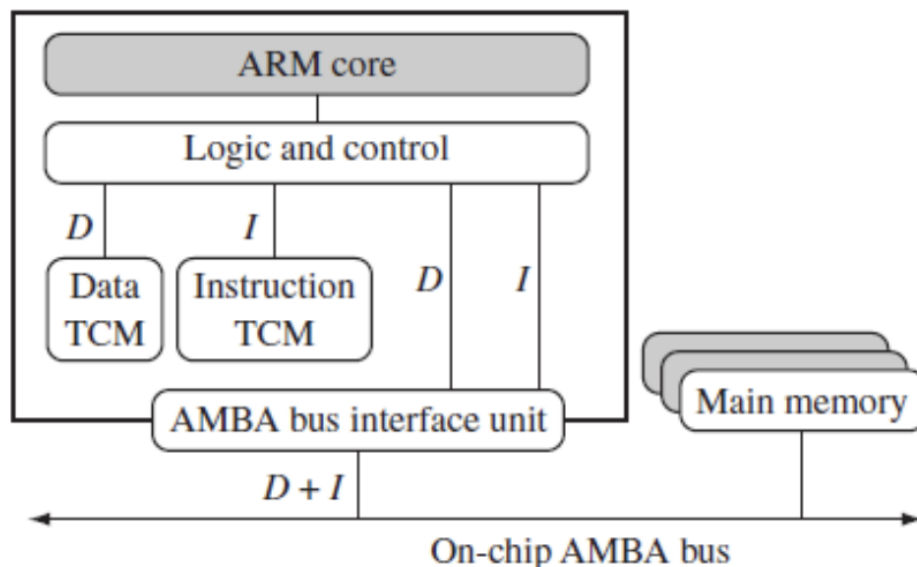 ARM core
Logic and control
D
I
D
I
Data
TCM
Instruction
TCM
Main memory
AMBA bus interface unit
D + I
On-chip AMBA bus